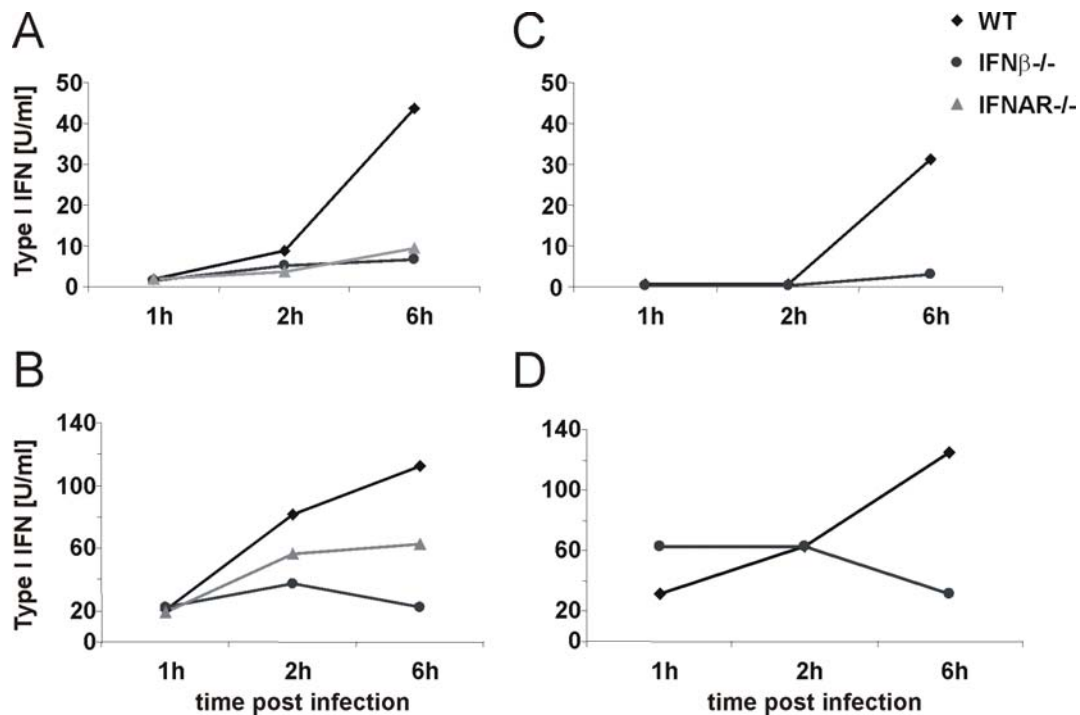 A
Type I IFN [U/ml]
50
40
30
20
10
0
1h 2h 6h
C
50
40
30
20
10
0
1h 2h 6h
WT
IFNβ-/-
IFNAR-/-
B
Type I IFN [U/ml]
140
100
60
20
0
1h 2h 6h
time post infection
D
140
100
60
20
0
1h 2h 6h
time post infection